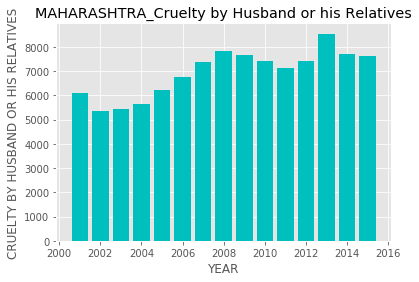 MAHARASHTRA_Cruelty by Husband or his Relatives
CRUELTY BY HUSBAND OR HIS RELATIVES
8000
7000
6000
5000
4000
3000
2000
1000
0
2000 2002 2004 2006 2008 2010 2012 2014 2016
YEAR